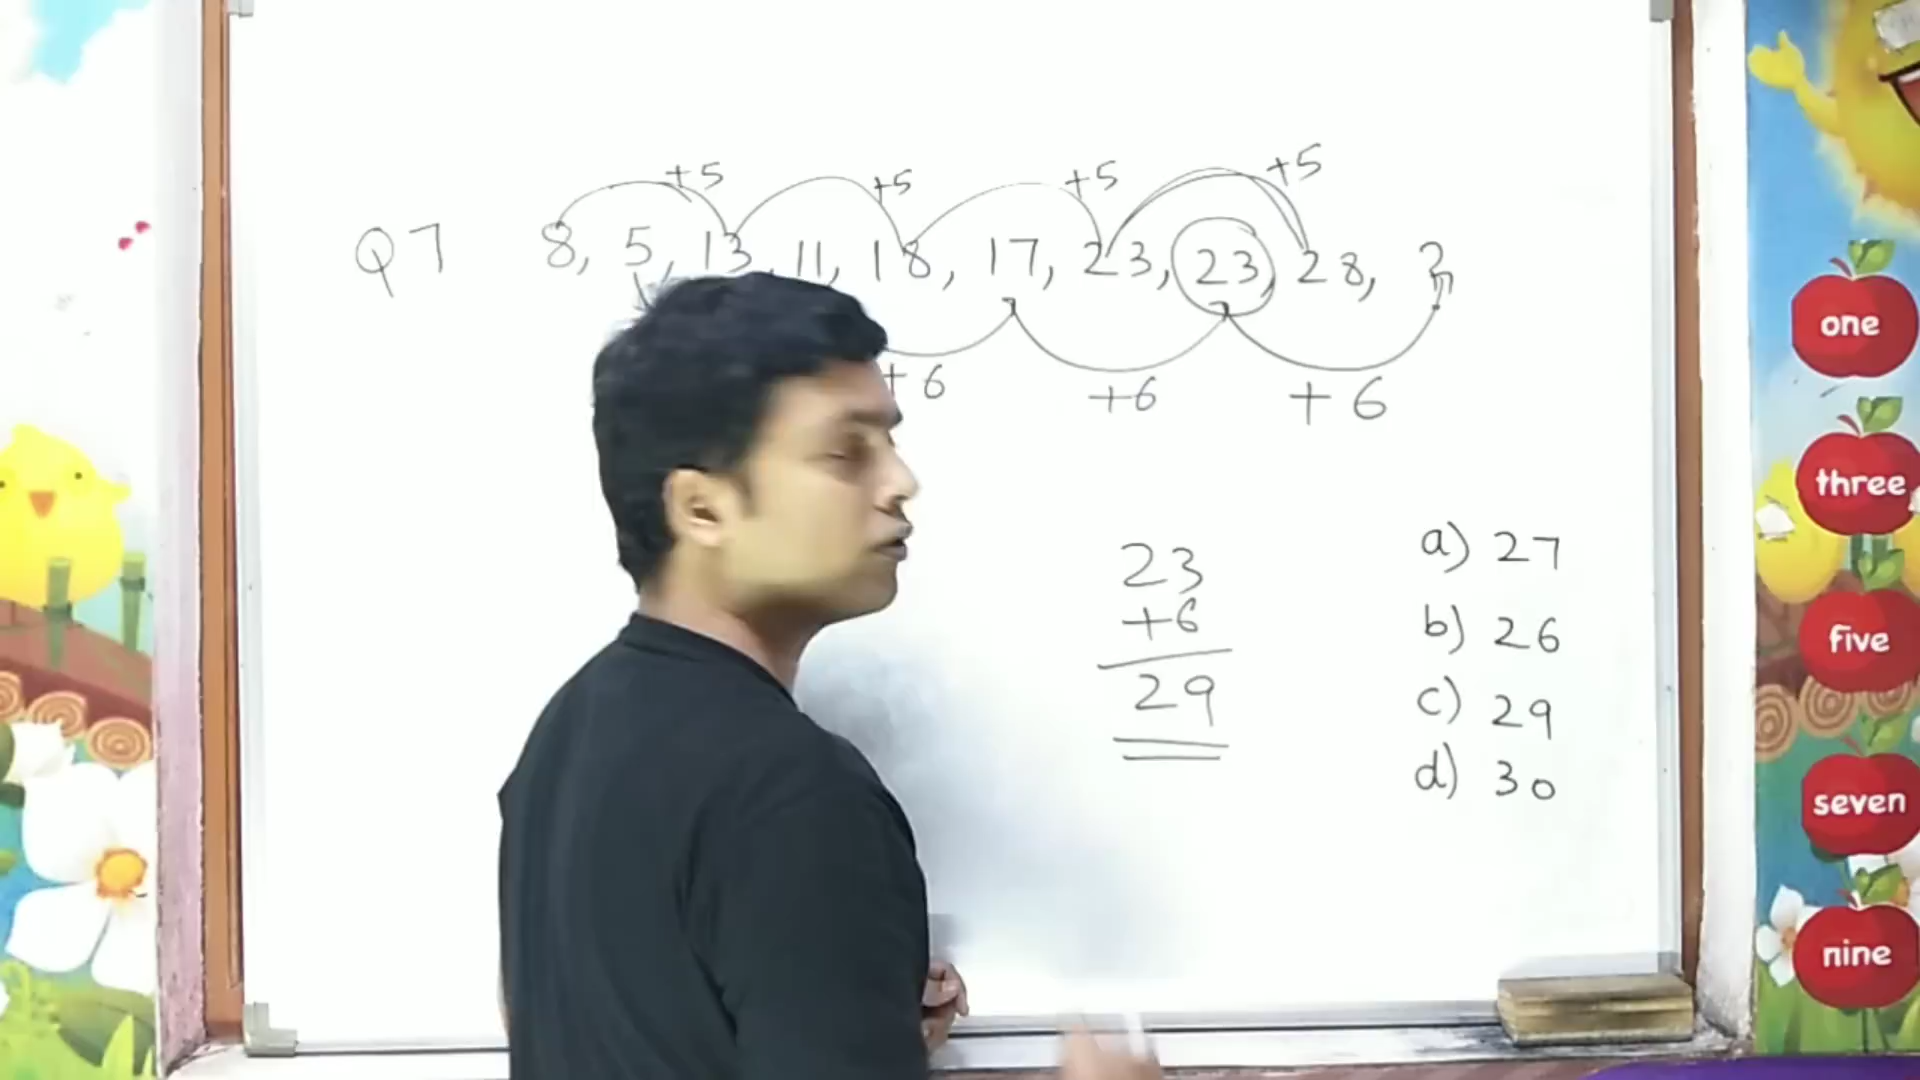 +5 +5 +5 +5
Q7 8, 5, 13, 11, 18, 17, 23, 23, 28, ?
+6 +6 +6
23
+6
29
a) 27
b) 26
c) 29
d) 30
one
three
five
seven
nine